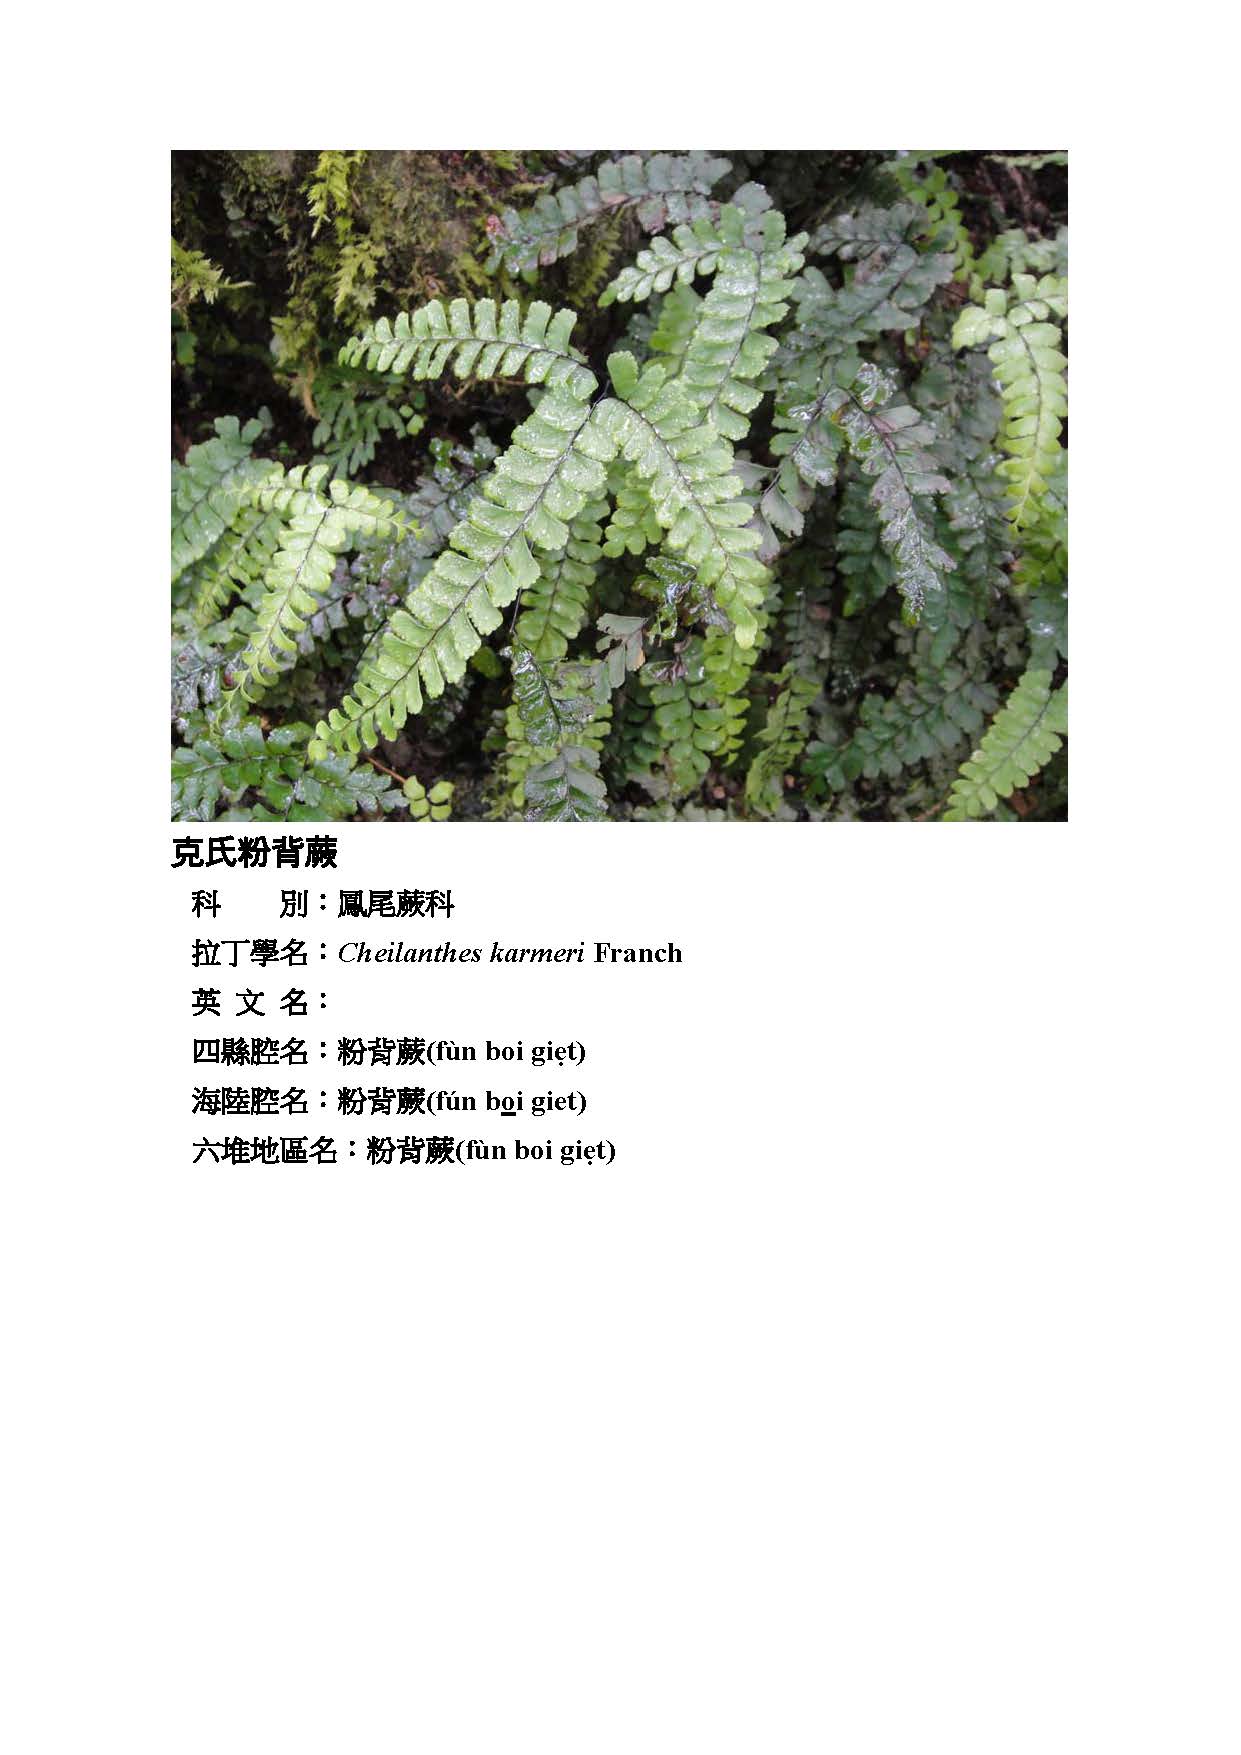 克氏粉背蕨
科　　別：鳳尾蕨科
拉丁學名：Cheilanthes karmeri Franch
英 文 名：
四縣腔名：粉背蕨(fùn boi giẹt)
海陸腔名：粉背蕨(fún bo̲i giet)
六堆地區名：粉背蕨(fùn boi giẹt)